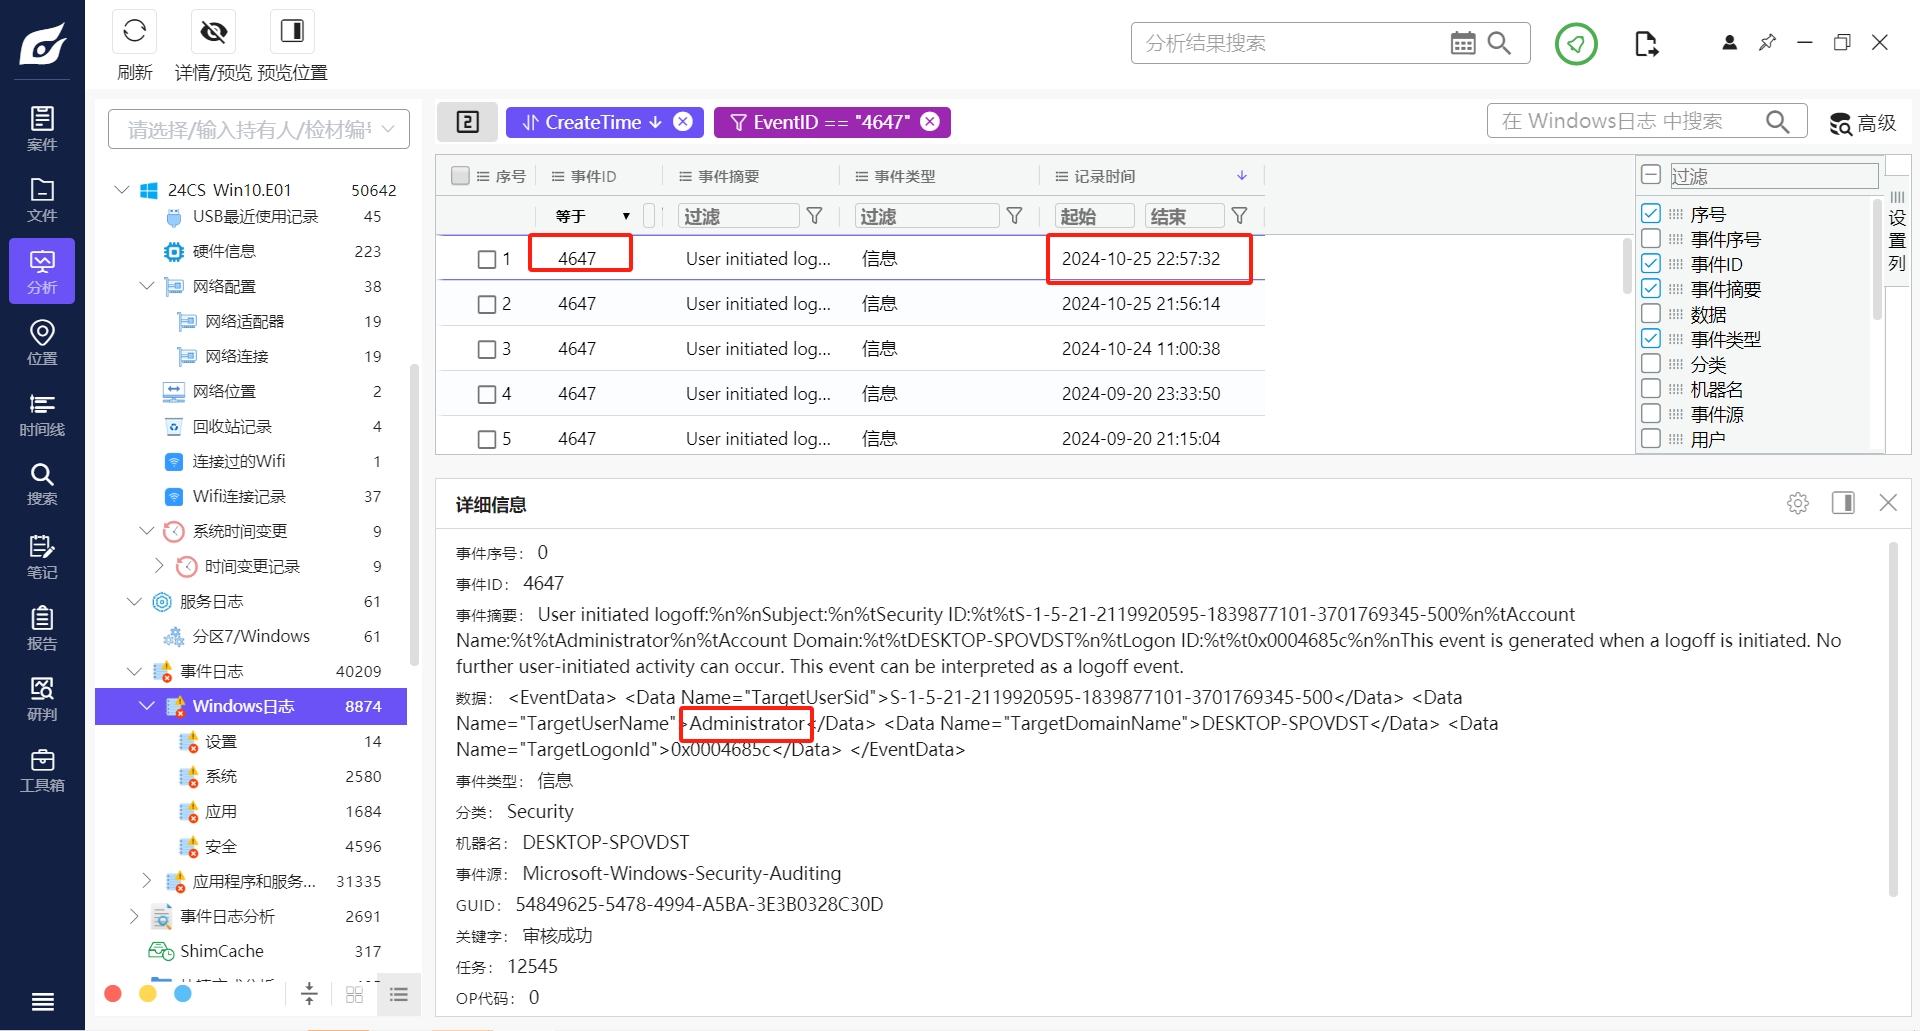 刷新
详情/预览
预览位置
分析结果搜索
案件
文件
分析
位置
时间线
搜索
笔记
报告
研判
工具箱
请选择/输入持有人/检材编号
24CS_Win10.E01 50642
USB最近使用记录 45
硬件信息 223
网络配置 38
网络适配器 19
网络连接 19
网络位置 2
回收站记录 4
连接过的Wifi 1
Wifi连接记录 37
系统时间变更 9
时间变更记录 9
服务日志 61
分区7/Windows 61
事件日志 40209
Windows日志 8874
设置 14
系统 2580
应用 1684
安全 4596
应用程序和服务... 31335
事件日志分析 2691
ShimCache 317
2
CreateTime ↓
EventID == "4647"
在 Windows日志 中搜索
高级
序号 事件ID 事件摘要 事件类型 记录时间
等于 过滤 过滤 起始 结束
1 4647 User initiated log... 信息 2024-10-25 22:57:32
2 4647 User initiated log... 信息 2024-10-25 21:56:14
3 4647 User initiated log... 信息 2024-10-24 11:00:38
4 4647 User initiated log... 信息 2024-09-20 23:33:50
5 4647 User initiated log... 信息 2024-09-20 21:15:04
过滤
序号
事件序号
事件ID
事件摘要
数据
事件类型
分类
机器名
事件源
用户
设置列
详细信息
事件序号： 0
事件ID： 4647
事件摘要： User initiated logoff:%n%nSubject:%n%tSecurity ID:%t%tS-1-5-21-2119920595-1839877101-3701769345-500%n%tAccount
Name:%t%tAdministrator%n%tAccount Domain:%t%tDESKTOP-SPOVDST%n%tLogon ID:%t%t0x0004685c%n%nThis event is generated when a logoff is initiated. No
further user-initiated activity can occur. This event can be interpreted as a logoff event.
数据： <EventData> <Data Name="TargetUserSid">S-1-5-21-2119920595-1839877101-3701769345-500</Data> <Data
Name="TargetUserName">Administrator</Data> <Data Name="TargetDomainName">DESKTOP-SPOVDST</Data> <Data
Name="TargetLogonId">0x0004685c</Data> </EventData>
事件类型： 信息
分类： Security
机器名： DESKTOP-SPOVDST
事件源： Microsoft-Windows-Security-Auditing
GUID： 54849625-5478-4994-A5BA-3E3B0328C30D
关键字： 审核成功
任务： 12545
OP代码： 0